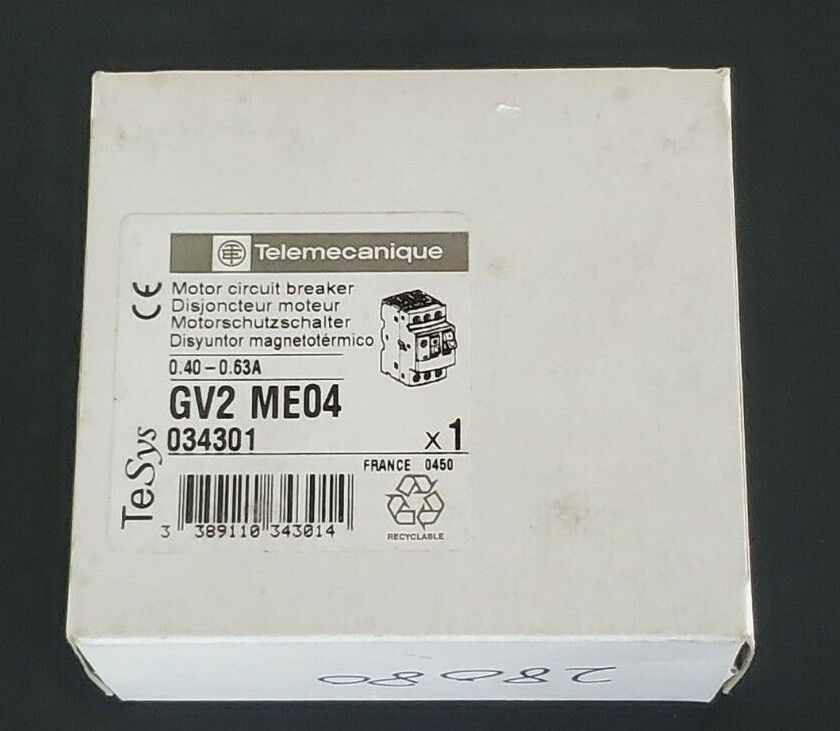 Telemecanique
CE
Motor circuit breaker
Disjoncteur moteur
Motorschutzschalter
Disyuntor magnetotérmico
0.40 - 0.63A
GV2 ME04
034301
x 1
FRANCE 0450
TeSys
3 389110 343014
RECYCLABLE
28080